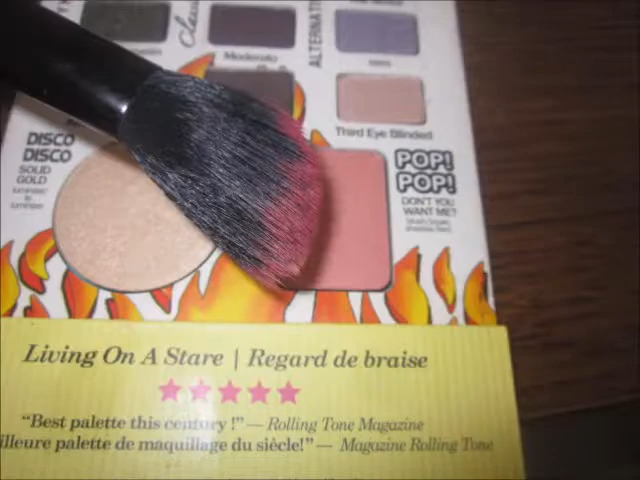 Moderato
ALTERNATI
Third Eye Blinded
DISCO
DISCO
SOLID
GOLD
POP!
POP!
DON'T YOU
WANT ME?
Living On A Stare | Regard de braise
"Best palette this century !" — Rolling Tone Magazine
illeure palette de maquillage du siècle!" — Magazine Rolling Tone